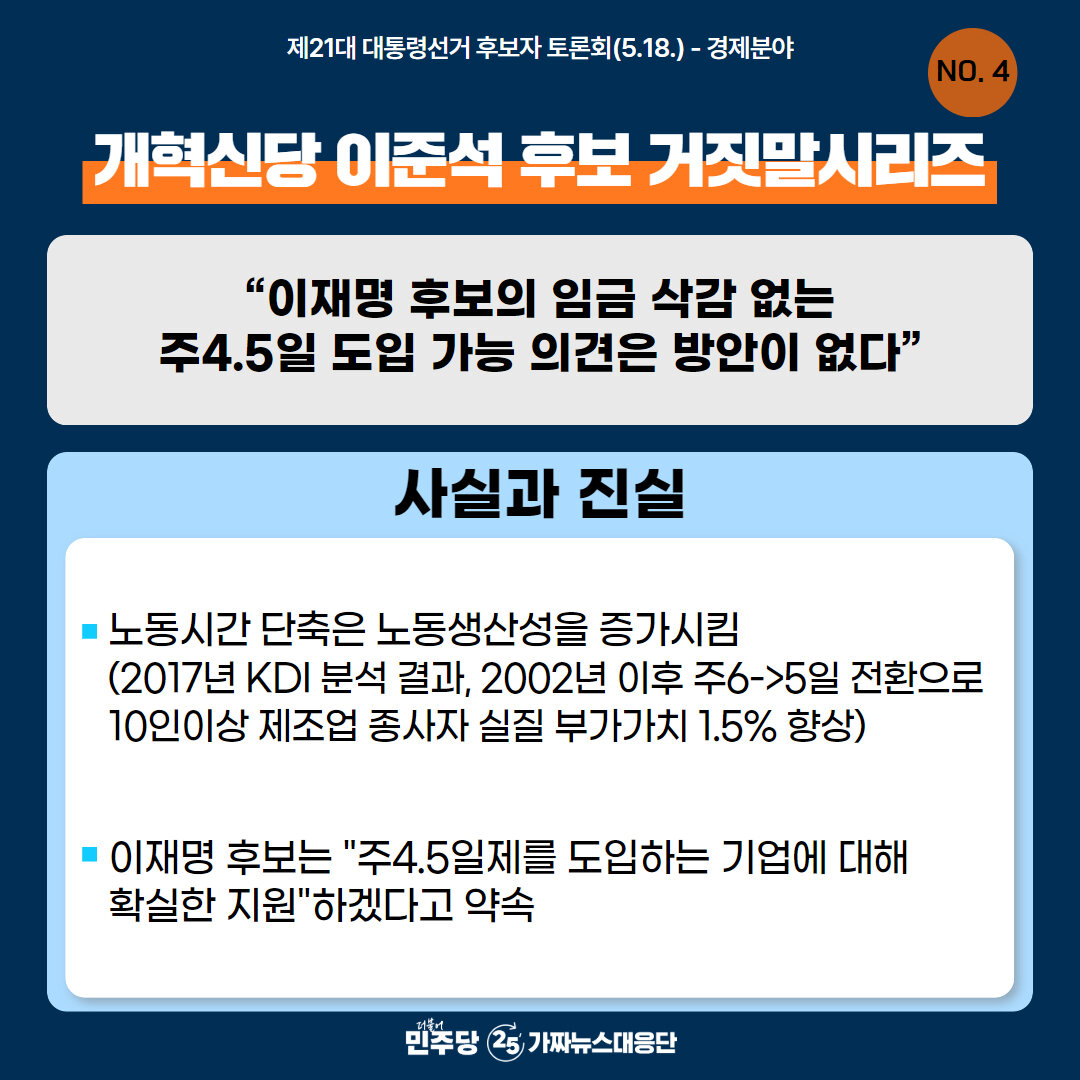 제21대 대통령선거 후보자 토론회(5.18.) - 경제분야
NO. 4
개혁신당 이준석 후보 거짓말시리즈
“이재명 후보의 임금 삭감 없는
주4.5일 도입 가능 의견은 방안이 없다”
사실과 진실
노동시간 단축은 노동생산성을 증가시킴
(2017년 KDI 분석 결과, 2002년 이후 주6->5일 전환으로
10인이상 제조업 종사자 실질 부가가치 1.5% 향상)
이재명 후보는 "주4.5일제를 도입하는 기업에 대해
확실한 지원"하겠다고 약속
더불어
민주당 25 가짜뉴스대응단